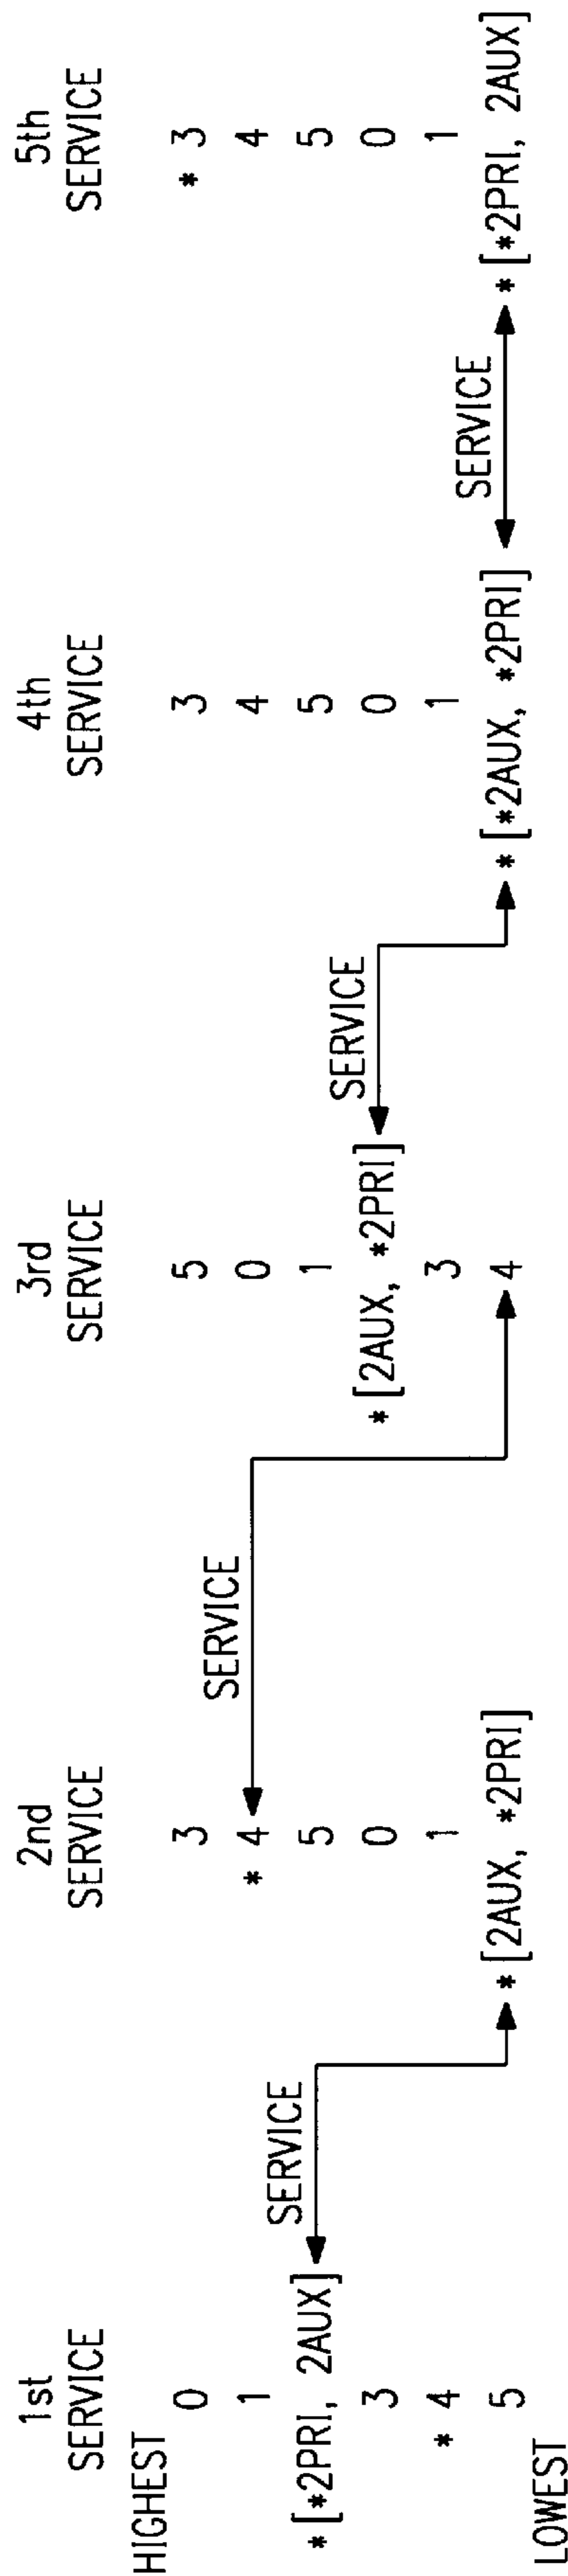 1st
SERVICE
HIGHEST
0
1
*[*2PRI, 2AUX]
3
*4
5
LOWEST
SERVICE
2nd
SERVICE
3
*4
5
0
1
*[2AUX, *2PRI]
SERVICE
3rd
SERVICE
5
0
1
*[2AUX, *2PRI]
3
4
SERVICE
4th
SERVICE
3
4
5
0
1
*[*2AUX, *2PRI]
SERVICE
5th
SERVICE
*3
4
5
0
1
*[*2PRI, 2AUX]